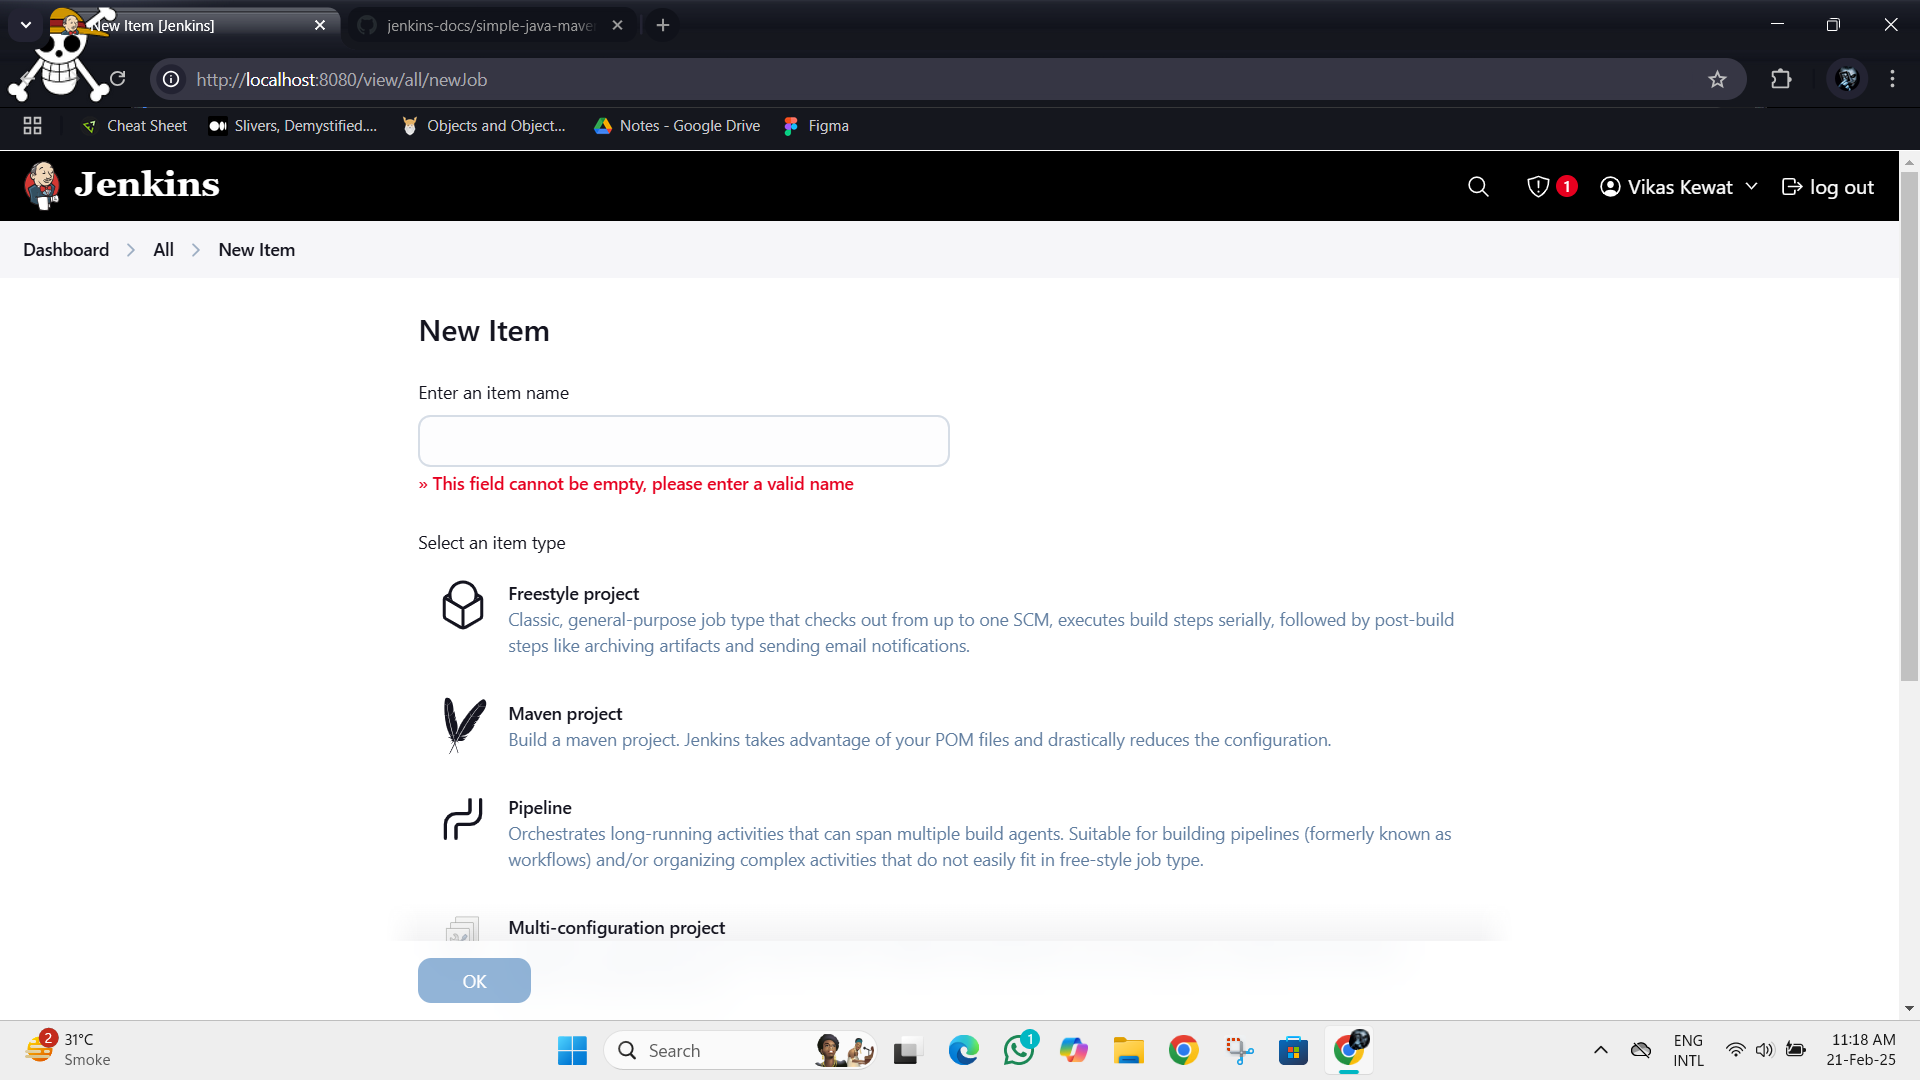 New Item [Jenkins]
jenkins-docs/simple-java-mave
http://localhost:8080/view/all/newJob
Cheat Sheet
Slivers, Demystified....
Objects and Object...
Notes - Google Drive
Figma
Jenkins
1
Vikas Kewat
log out
Dashboard
All
New Item
New Item
Enter an item name
» This field cannot be empty, please enter a valid name
Select an item type
Freestyle project
Classic, general-purpose job type that checks out from up to one SCM, executes build steps serially, followed by post-build
steps like archiving artifacts and sending email notifications.
Maven project
Build a maven project. Jenkins takes advantage of your POM files and drastically reduces the configuration.
Pipeline
Orchestrates long-running activities that can span multiple build agents. Suitable for building pipelines (formerly known as
workflows) and/or organizing complex activities that do not easily fit in free-style job type.
Multi-configuration project
OK
2
31°C
Smoke
Search
1
ENG
INTL
11:18 AM
21-Feb-25